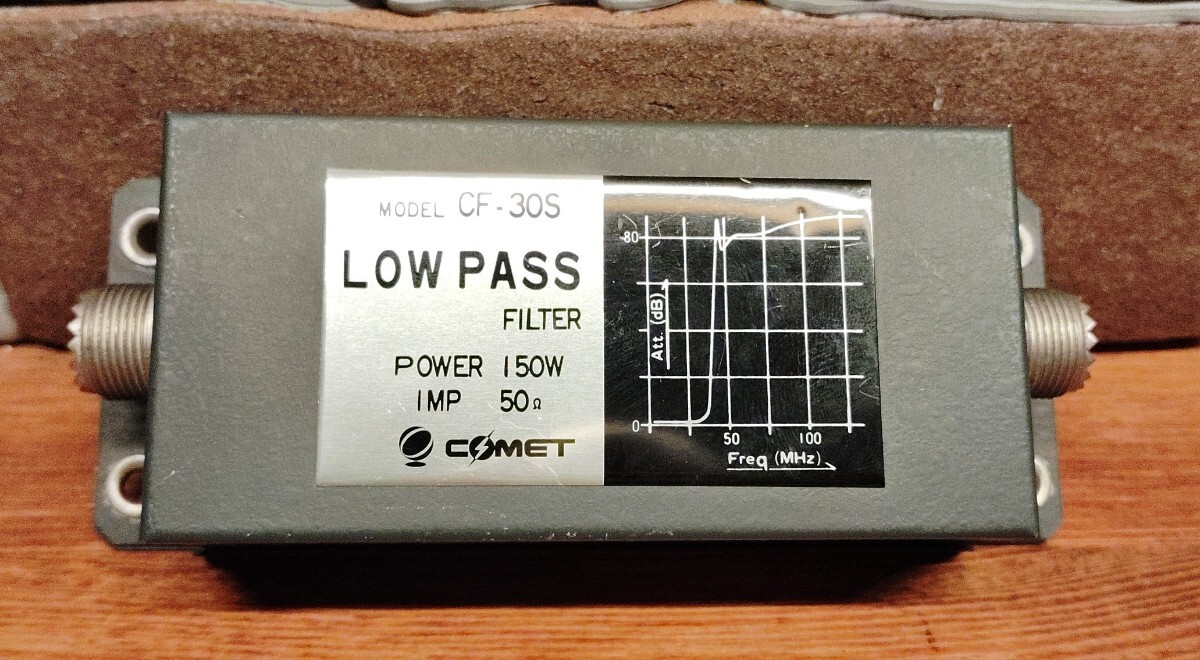 MODEL CF-30S
LOW PASS
FILTER
POWER 150W
IMP 50Ω
COMET
-80
Att. (dB)
0
50 100
Freq (MHz)